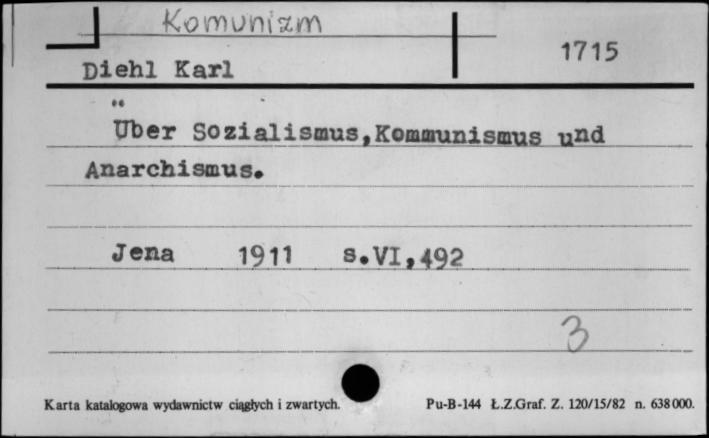 Komunizm
1715
Diehl Karl
Über Sozialismus,Kommunismus und
Anarchismus.
Jena 1911 s.VI,492
3
Karta katalogowa wydawnictw ciągłych i zwartych. Pu-B-144 Ł.Z.Graf. Z. 120/15/82 n. 638000.